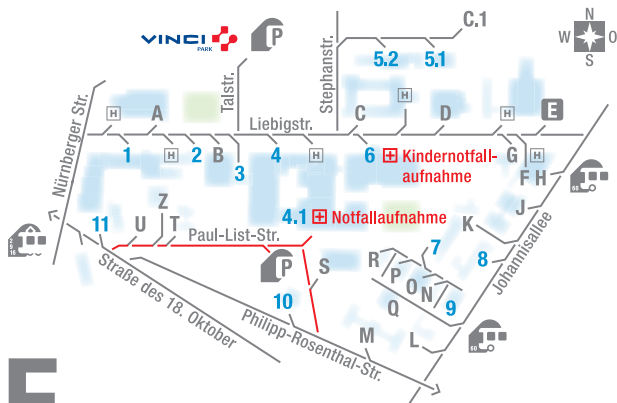 C.1
N
W O
S
VINCI
PARK
P
5.2
5.1
Stephanstr.
Talstr.
Nürnberger Str.
H
A
Liebigstr.
C
H
D
H
E
1
H
2
B
3
4
H
6
Kindernotfall-
aufnahme
G
H
F
H
60
4.1
Notfallaufnahme
Z
11
U
T
Paul-List-Str.
P
S
J
K
7
8
Johannisallee
R
P
O
N
9
Q
10
Straße des 18. Oktober
Philipp-Rosenthal-Str.
M
L
60